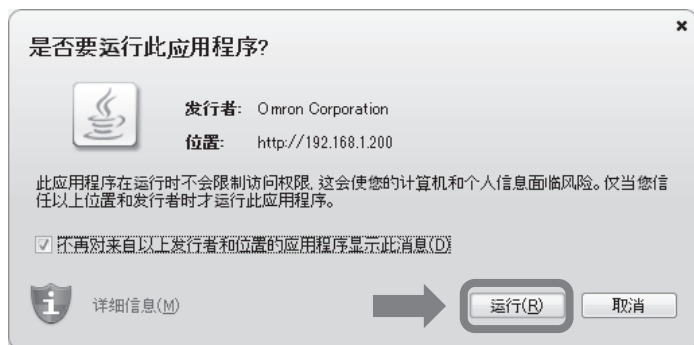 是否要运行此应用程序?
发行者: Omron Corporation
位置: http://192.168.1.200
此应用程序在运行时不会限制访问权限, 这会使您的计算机和个人信息面临风险。仅当您信
任以上位置和发行者时才运行此应用程序。
不再对来自以上发行者和位置的应用程序显示此消息(D)
详细信息(M)
运行(R) 取消